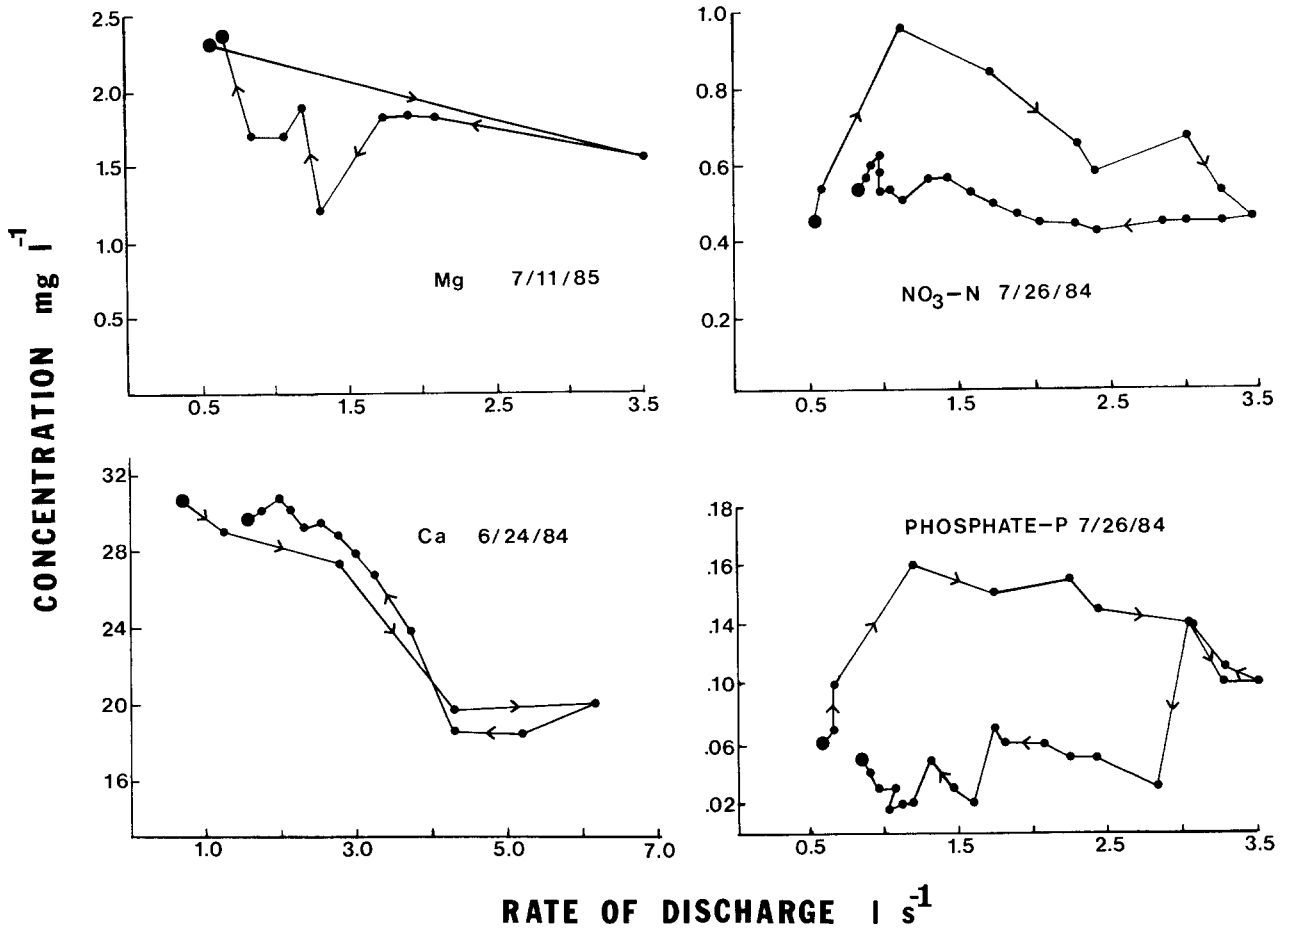 CONCENTRATION mg l-1
2.5
2.0
1.5
1.0
0.5
Mg 7/11/85
0.5 1.5 2.5 3.5
1.0
0.8
0.6
0.4
0.2
NO3-N 7/26/84
0.5 1.5 2.5 3.5
32
28
24
20
16
Ca 6/24/84
1.0 3.0 5.0 7.0
.18
.16
.14
.10
.06
.02
PHOSPHATE-P 7/26/84
0.5 1.5 2.5 3.5
RATE OF DISCHARGE l s-1